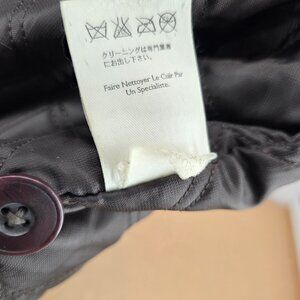 クリーニングは専門業者
にお出し下さい。
Faire Nettoyer Le Cuir Par
Un Specialiste.